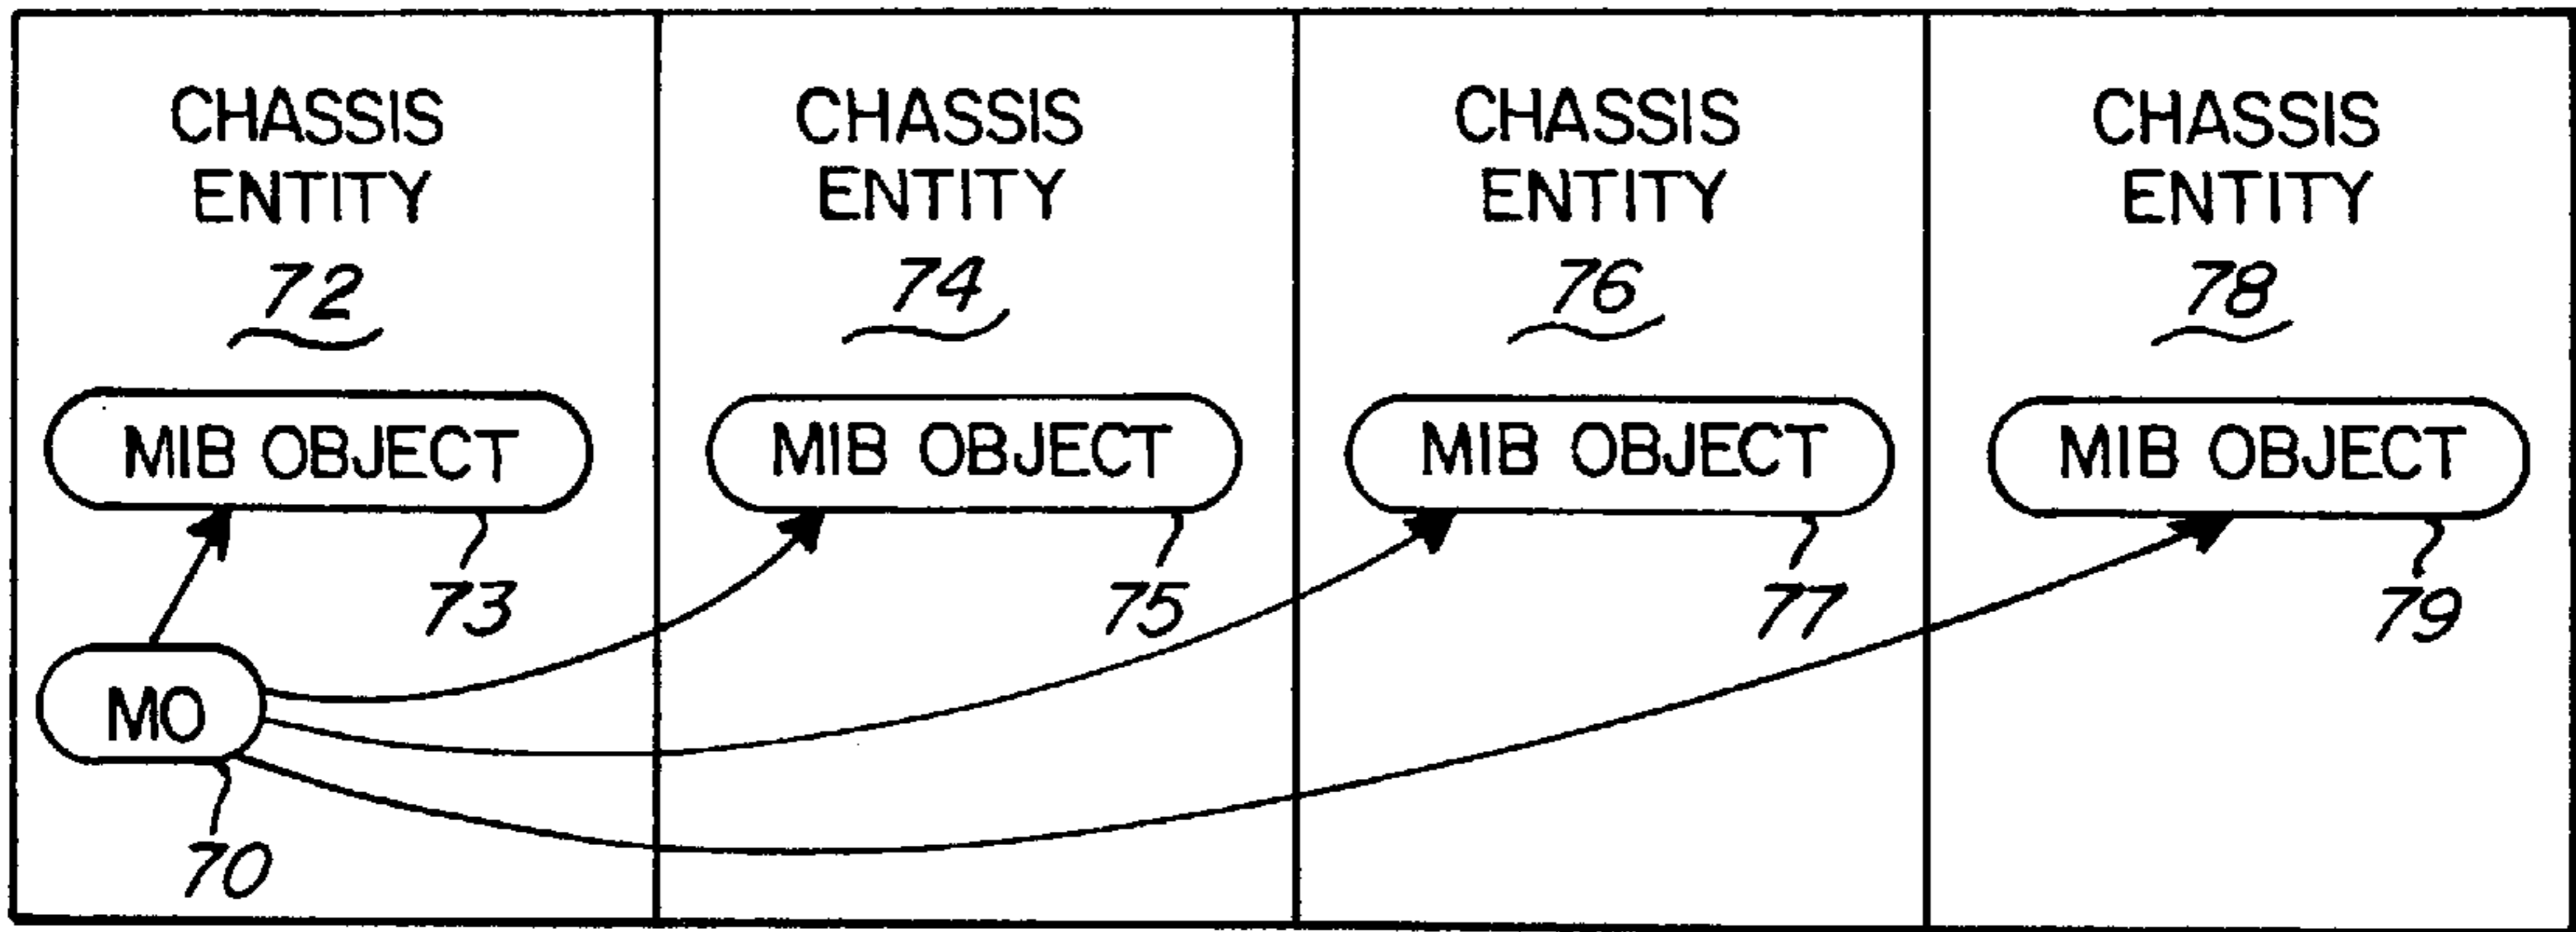 CHASSIS CHASSIS CHASSIS CHASSIS
ENTITY ENTITY ENTITY ENTITY
72 74 76 78
MIB OBJECT MIB OBJECT MIB OBJECT MIB OBJECT
73 75 77 79
MO
70